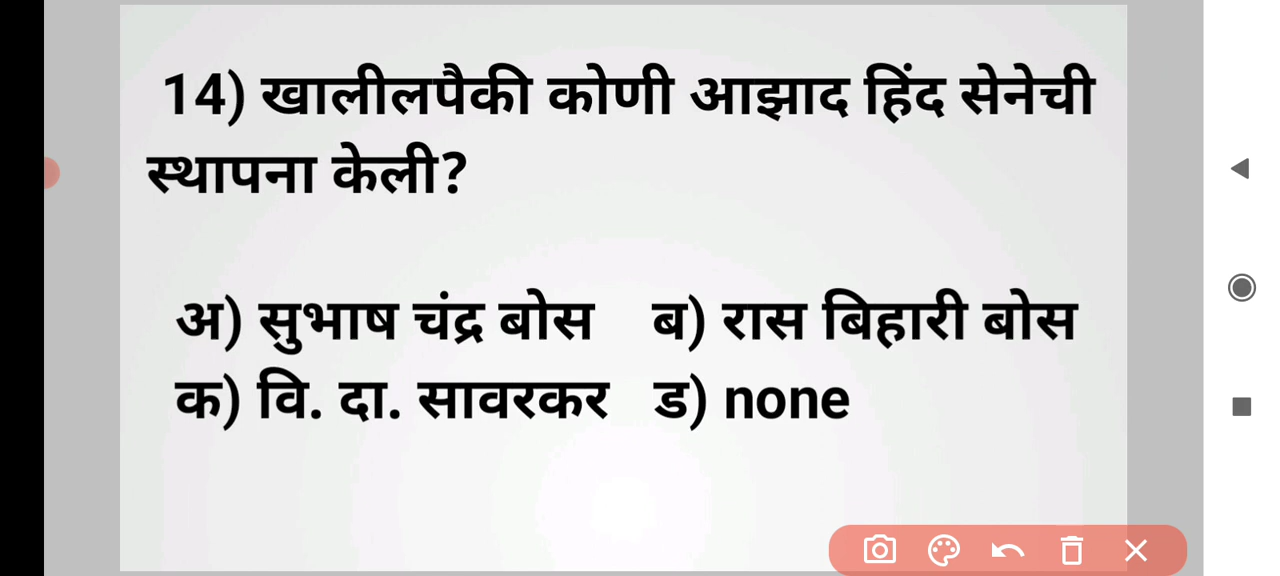 14) खालीलपैकी कोणी आझाद हिंद सेनेची
स्थापना केली?
अ) सुभाष चंद्र बोस ब) रास बिहारी बोस
क) वि. दा. सावरकर ड) none